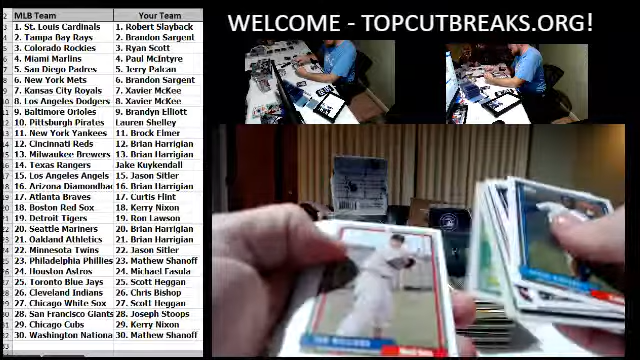 WELCOME - TOPCUTBREAKS.ORG!
MLB Team Your Team
1. St. Louis Cardinals 1. Robert Slayback
2. Tampa Bay Rays 2. Brandon Sargent
3. Colorado Rockies 3. Ryan Scott
4. Miami Marlins 4. Paul McIntyre
5. San Diego Padres 5. Terry Palcan
6. New York Mets 6. Brandon Sargent
7. Kansas City Royals 7. Xavier McKee
8. Los Angeles Dodgers 8. Xavier McKee
9. Baltimore Orioles 9. Brandyn Elliott
10. Pittsburgh Pirates Lauren Shelley
11. New York Yankees 11. Brock Elmer
12. Cincinnati Reds 12. Brian Harrigian
13. Milwaukee Brewers 13. Brian Harrigian
14. Texas Rangers Jake Kuykendall
15. Los Angeles Angels 15. Jason Sitler
16. Arizona Diamondbac 16. Brian Harrigian
17. Atlanta Braves 17. Curtis Flint
18. Boston Red Sox 18. Kerry Nixon
19. Detroit Tigers 19. Ron Lawson
20. Seattle Mariners 20. Brian Harrigian
21. Oakland Athletics 21. Brian Harrigian
22. Minnesota Twins 22. Jason Sitler
23. Philadelphia Phillies 23. Mathew Shanoff
24. Houston Astros 24. Michael Fasula
25. Toronto Blue Jays 25. Scott Heggan
26. Cleveland Indians 26. Chris Bishop
27. Chicago White Sox 27. Scott Heggan
28. San Francisco Giants 28. Joseph Stoops
29. Chicago Cubs 29. Kerry Nixon
30. Washington Nationa 30. Mathew Shanoff